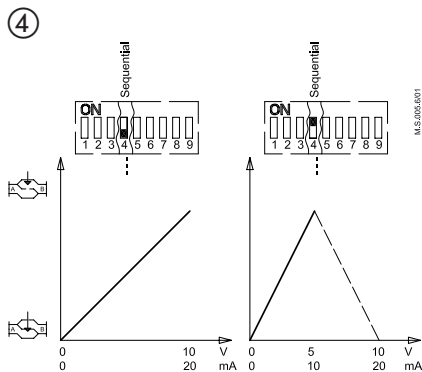 ④
Sequential
Sequential
ON
1 2 3 4 5 6 7 8 9
ON
1 2 3 4 5 6 7 8 9
M.S.005.6/01
A B
A B
0 10 V
0 20 mA
0 5 10 V
0 10 20 mA